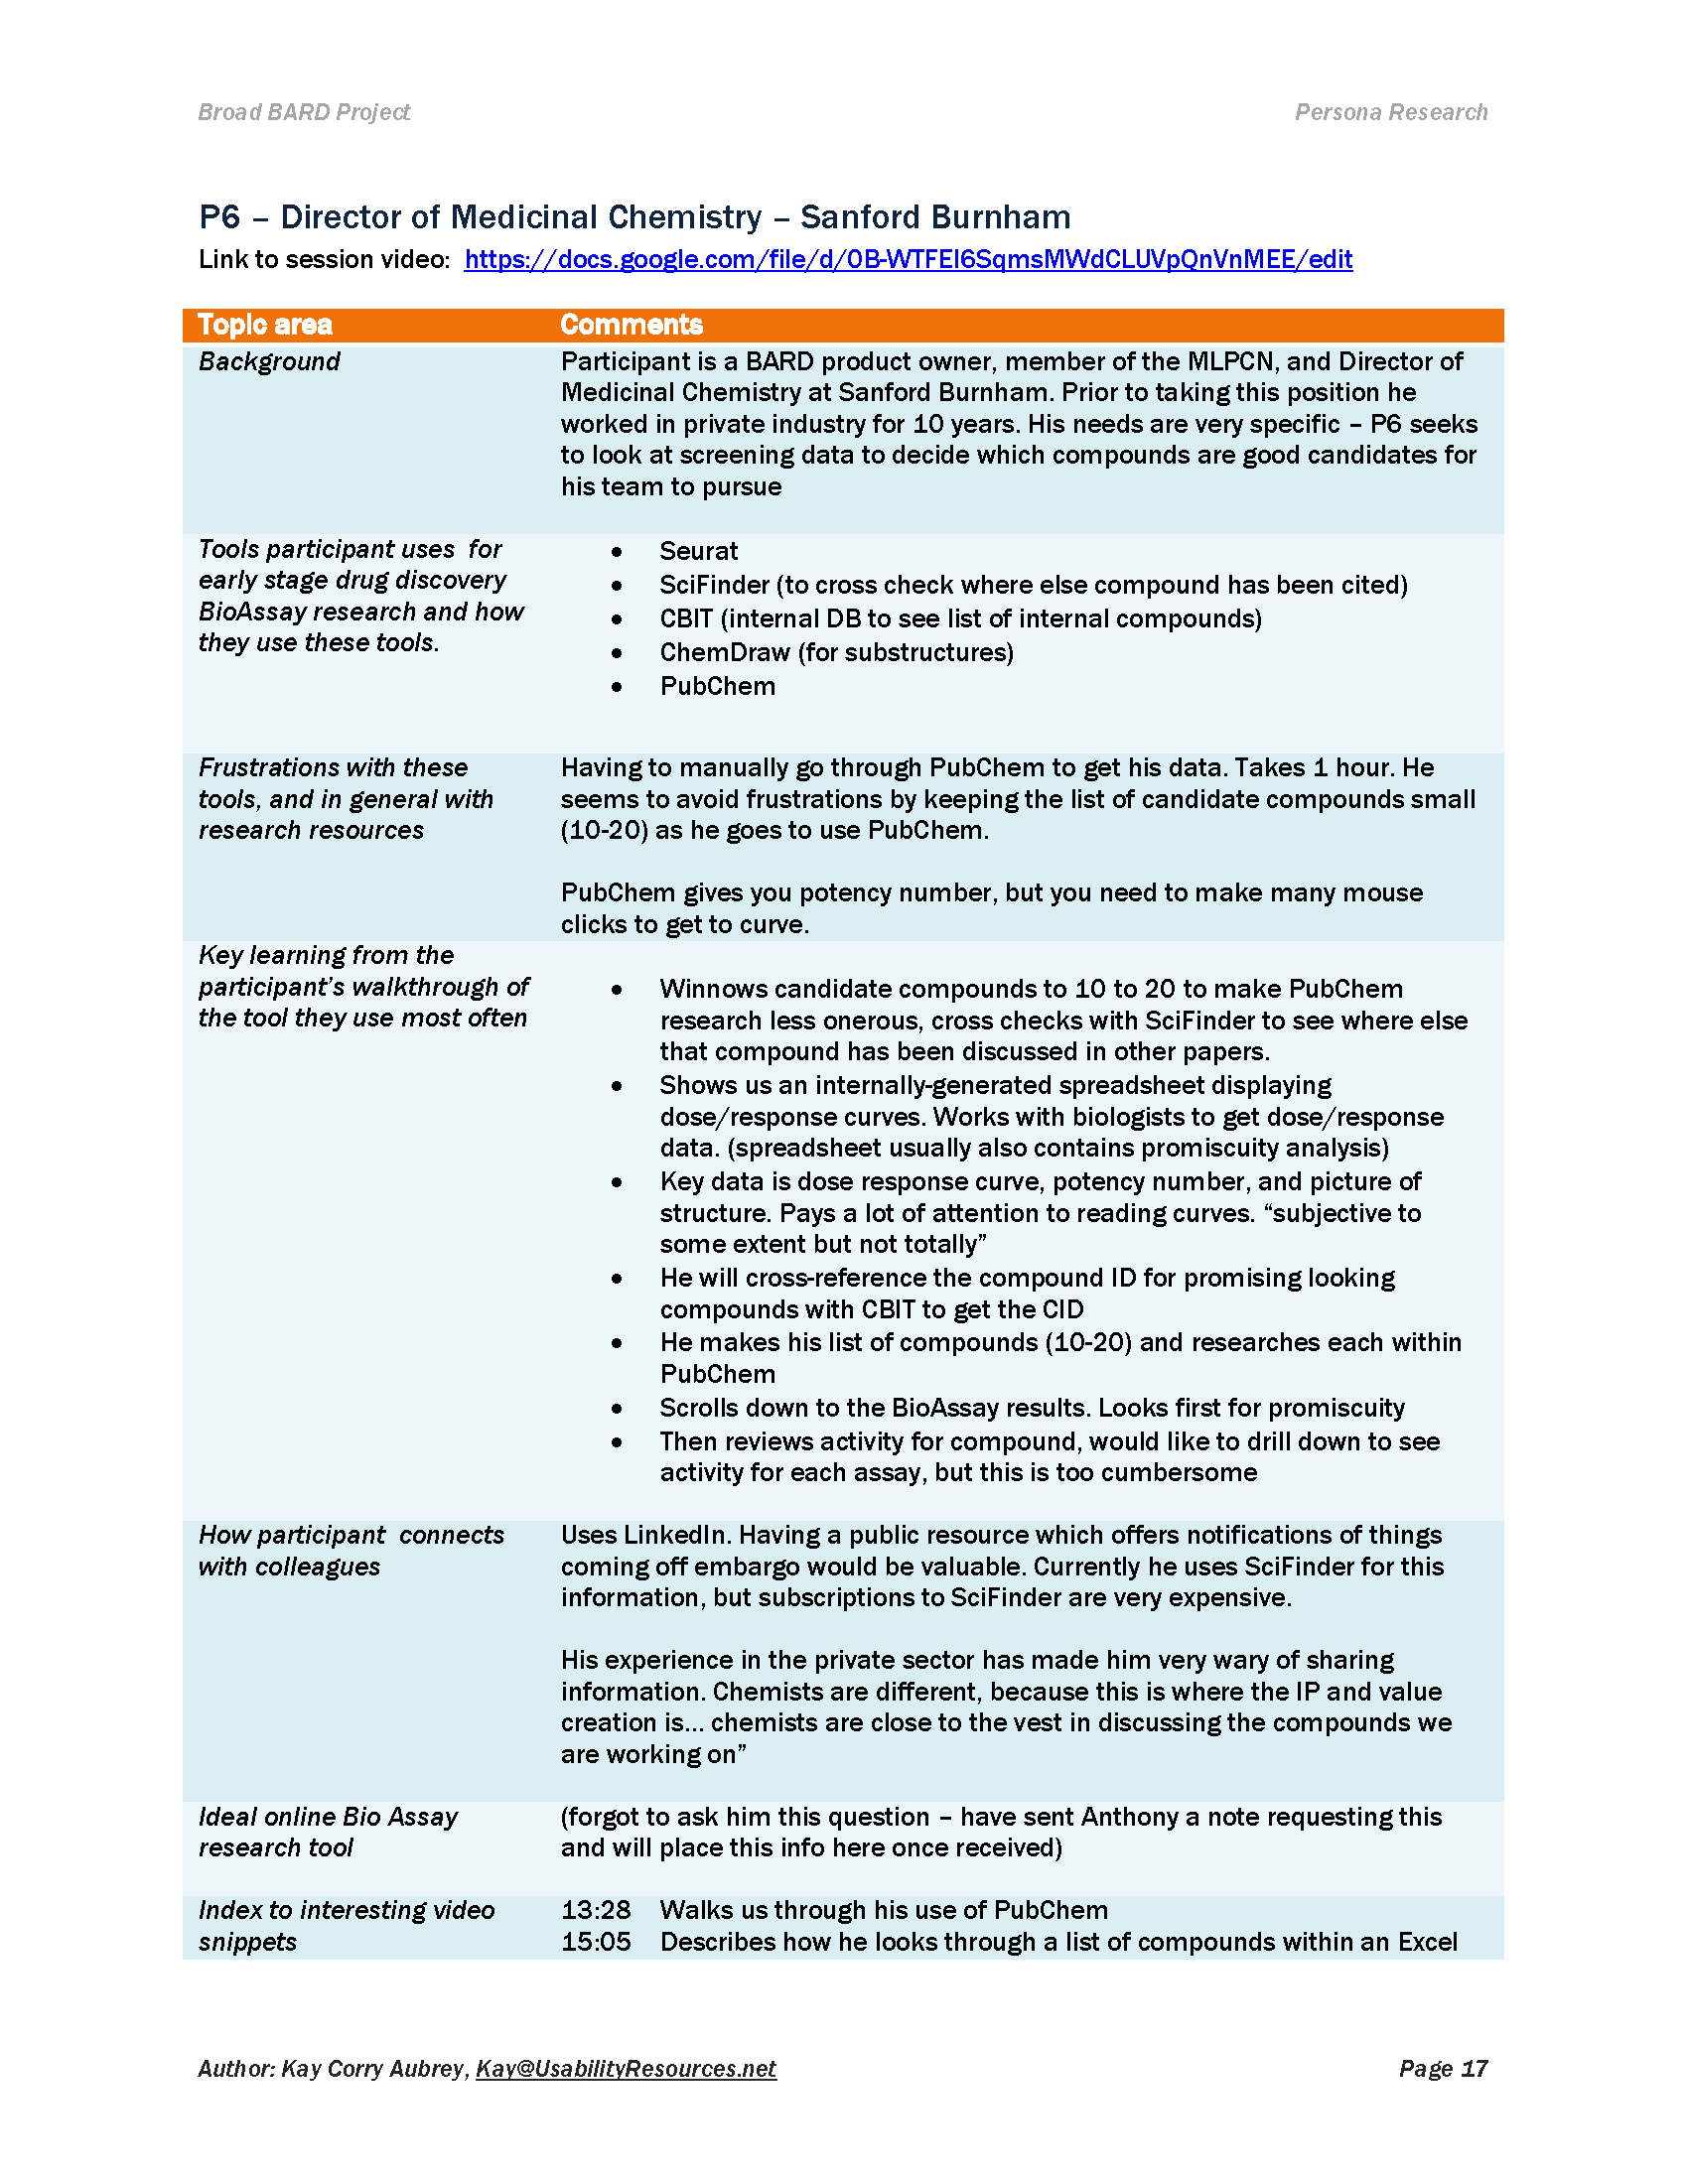 Broad BARD Project
Persona Research
P6 – Director of Medicinal Chemistry – Sanford Burnham
Link to session video:  https://docs.google.com/file/d/0B-WTFEI6SqmsMWdCLUVpQnVnMEE/edit
Topic area
Comments
Background
Participant is a BARD product owner, member of the MLPCN, and Director of
Medicinal Chemistry at Sanford Burnham. Prior to taking this position he
worked in private industry for 10 years. His needs are very specific – P6 seeks
to look at screening data to decide which compounds are good candidates for
his team to pursue
Tools participant uses  for
early stage drug discovery
BioAssay research and how
they use these tools.
• Seurat
• SciFinder (to cross check where else compound has been cited)
• CBIT (internal DB to see list of internal compounds)
• ChemDraw (for substructures)
• PubChem
Frustrations with these
tools, and in general with
research resources
Having to manually go through PubChem to get his data. Takes 1 hour. He
seems to avoid frustrations by keeping the list of candidate compounds small
(10-20) as he goes to use PubChem.
PubChem gives you potency number, but you need to make many mouse
clicks to get to curve.
Key learning from the
participant’s walkthrough of
the tool they use most often
• Winnows candidate compounds to 10 to 20 to make PubChem
research less onerous, cross checks with SciFinder to see where else
that compound has been discussed in other papers.
• Shows us an internally-generated spreadsheet displaying
dose/response curves. Works with biologists to get dose/response
data. (spreadsheet usually also contains promiscuity analysis)
• Key data is dose response curve, potency number, and picture of
structure. Pays a lot of attention to reading curves. “subjective to
some extent but not totally”
• He will cross-reference the compound ID for promising looking
compounds with CBIT to get the CID
• He makes his list of compounds (10-20) and researches each within
PubChem
• Scrolls down to the BioAssay results. Looks first for promiscuity
• Then reviews activity for compound, would like to drill down to see
activity for each assay, but this is too cumbersome
How participant  connects
with colleagues
Uses LinkedIn. Having a public resource which offers notifications of things
coming off embargo would be valuable. Currently he uses SciFinder for this
information, but subscriptions to SciFinder are very expensive.
His experience in the private sector has made him very wary of sharing
information. Chemists are different, because this is where the IP and value
creation is… chemists are close to the vest in discussing the compounds we
are working on”
Ideal online Bio Assay
research tool
(forgot to ask him this question – have sent Anthony a note requesting this
and will place this info here once received)
Index to interesting video
snippets
13:28 Walks us through his use of PubChem
15:05 Describes how he looks through a list of compounds within an Excel
Author: Kay Corry Aubrey, Kay@UsabilityResources.net
Page 17